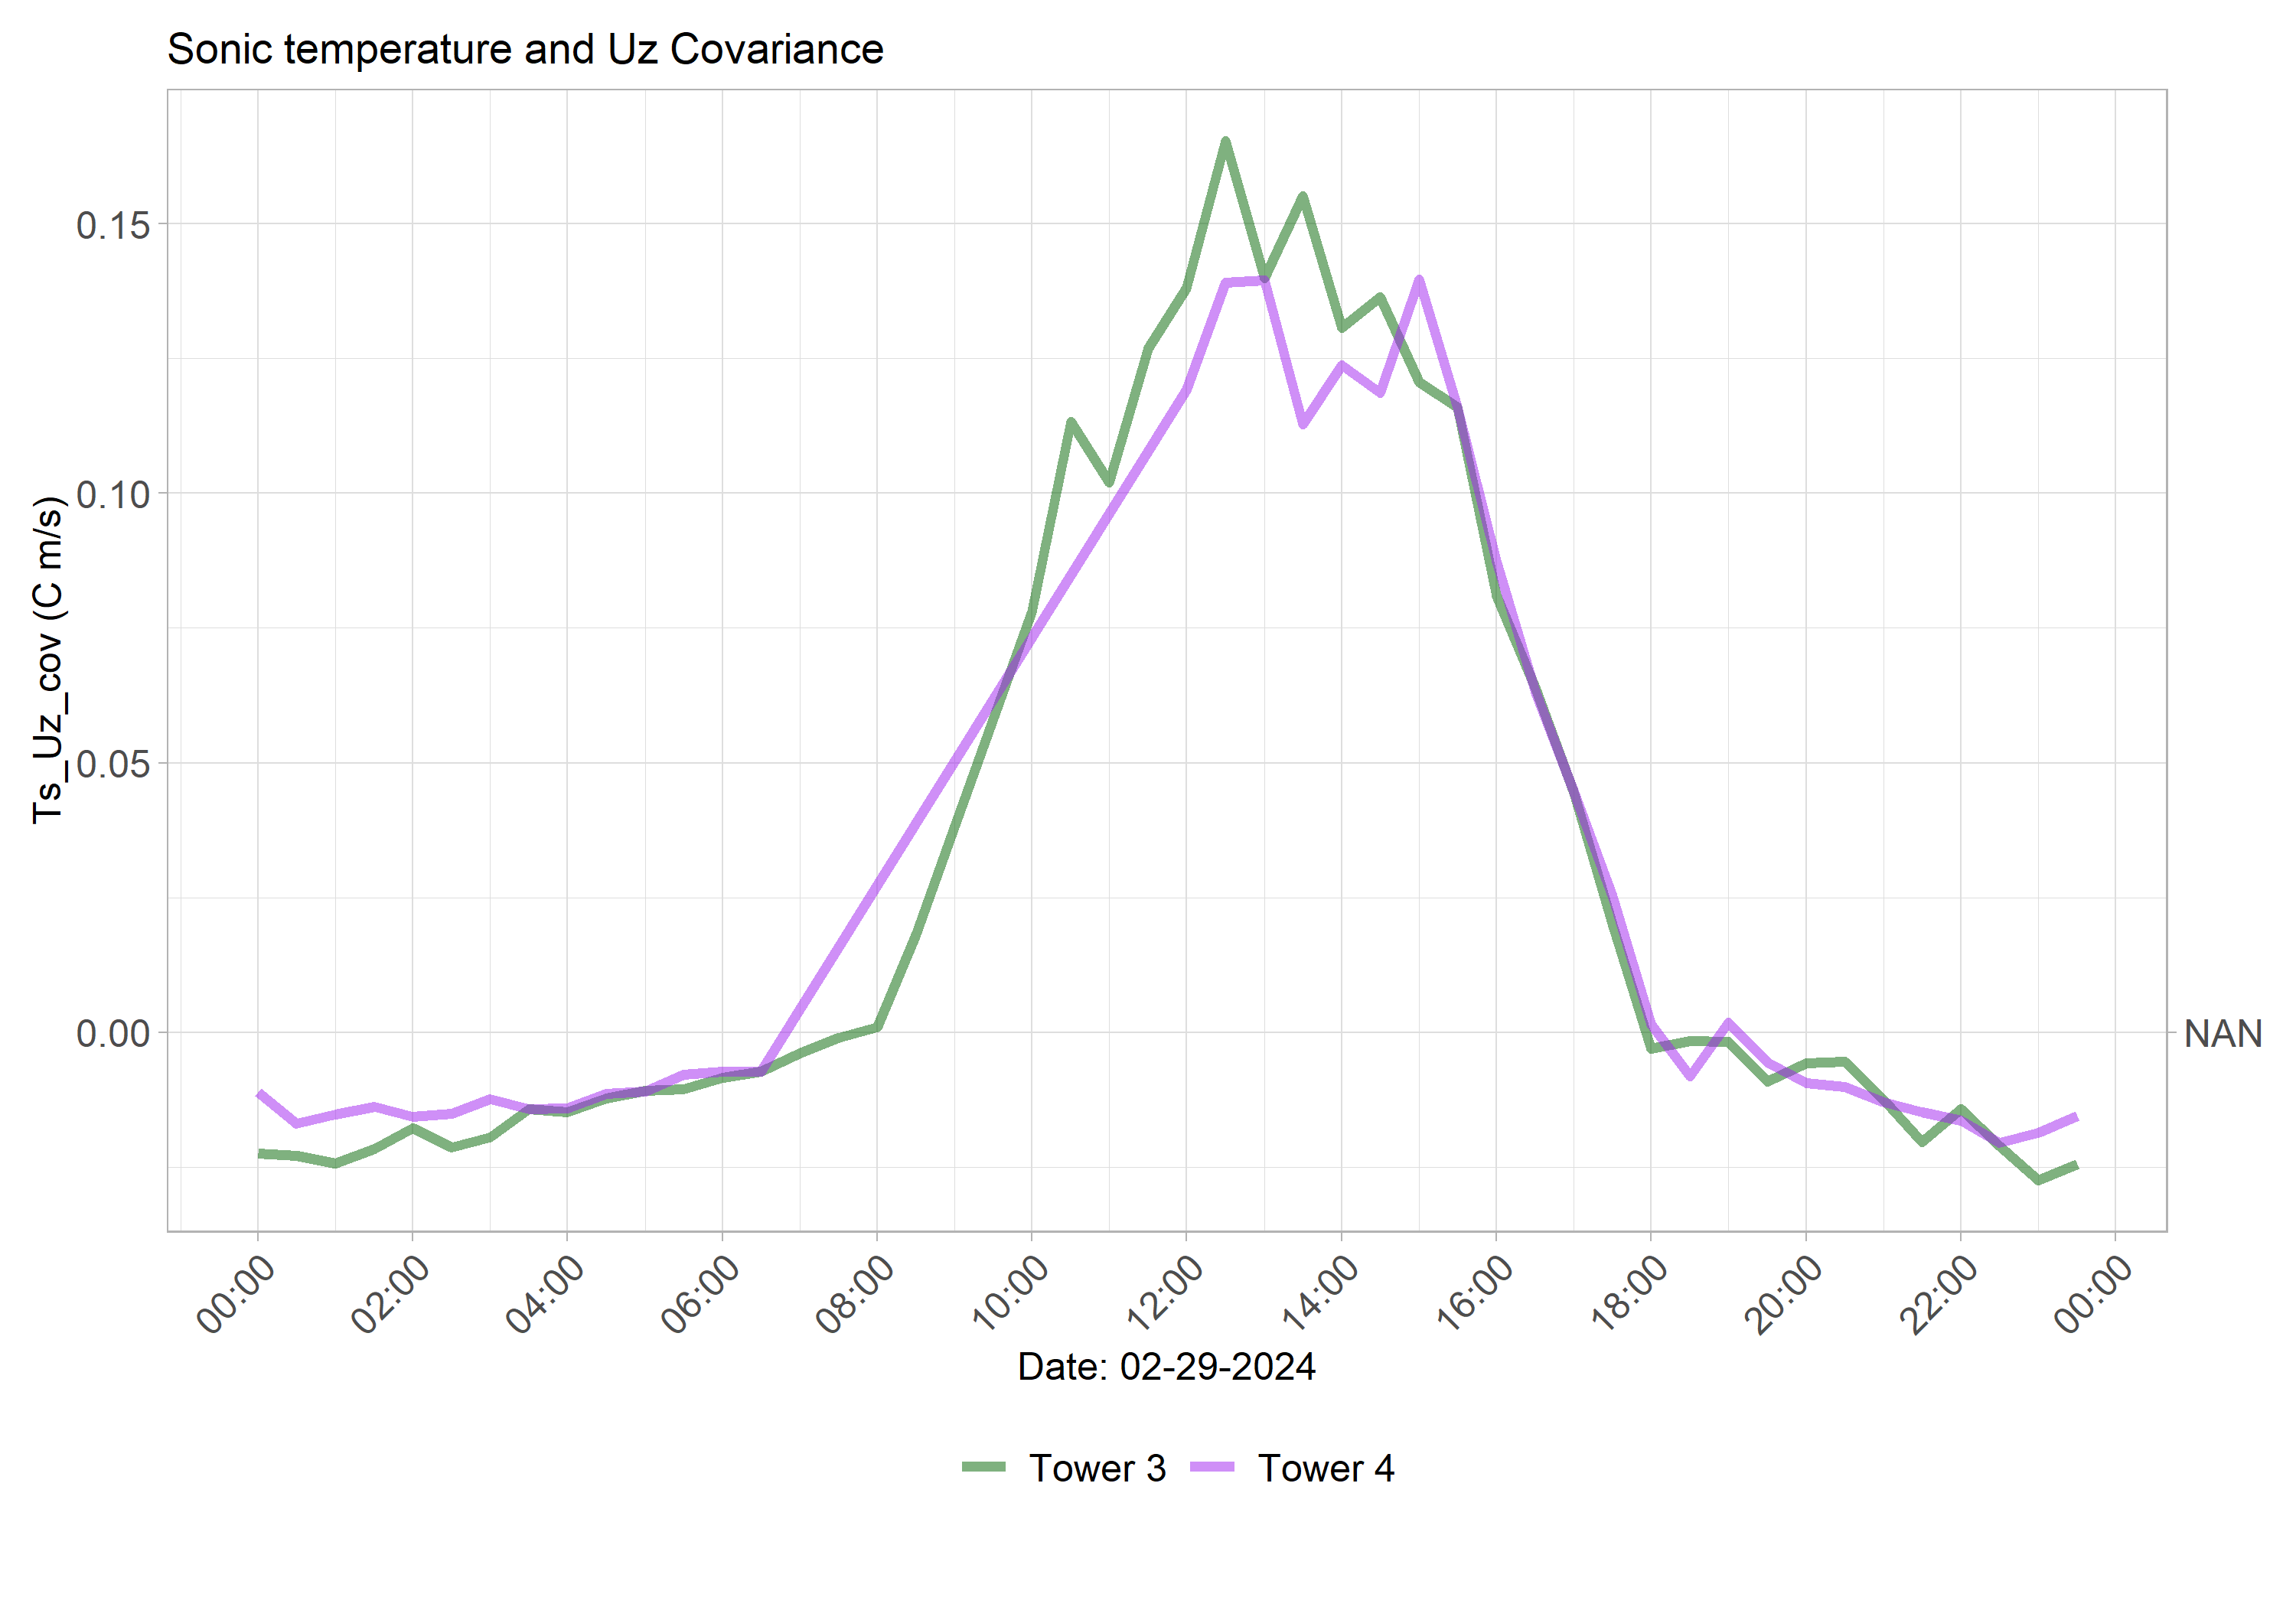 Sonic temperature and Uz Covariance
Ts_Uz_cov (C m/s)
0.15
0.10
0.05
0.00
NAN
00:00 02:00 04:00 06:00 08:00 10:00 12:00 14:00 16:00 18:00 20:00 22:00 00:00
Date: 02-29-2024
Tower 3 Tower 4